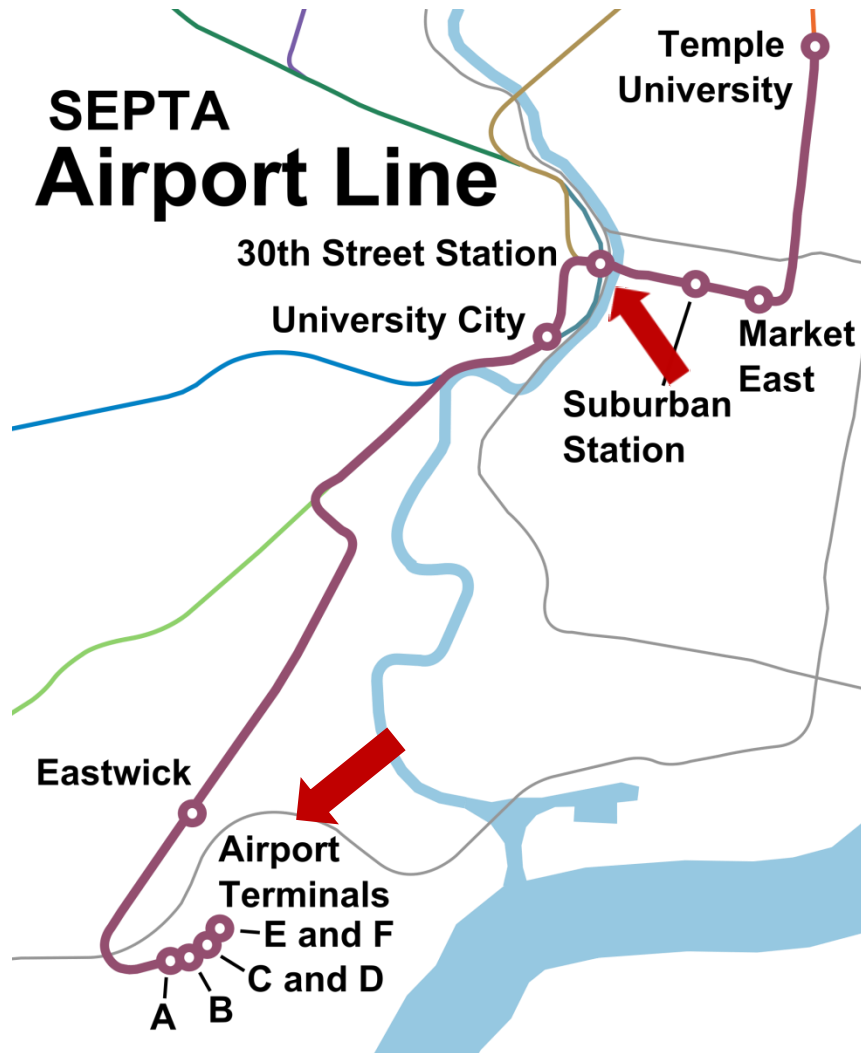 SEPTA
Airport Line
Temple
University
30th Street Station
University City
Market
East
Suburban
Station
Eastwick
Airport
Terminals
E and F
C and D
B
A